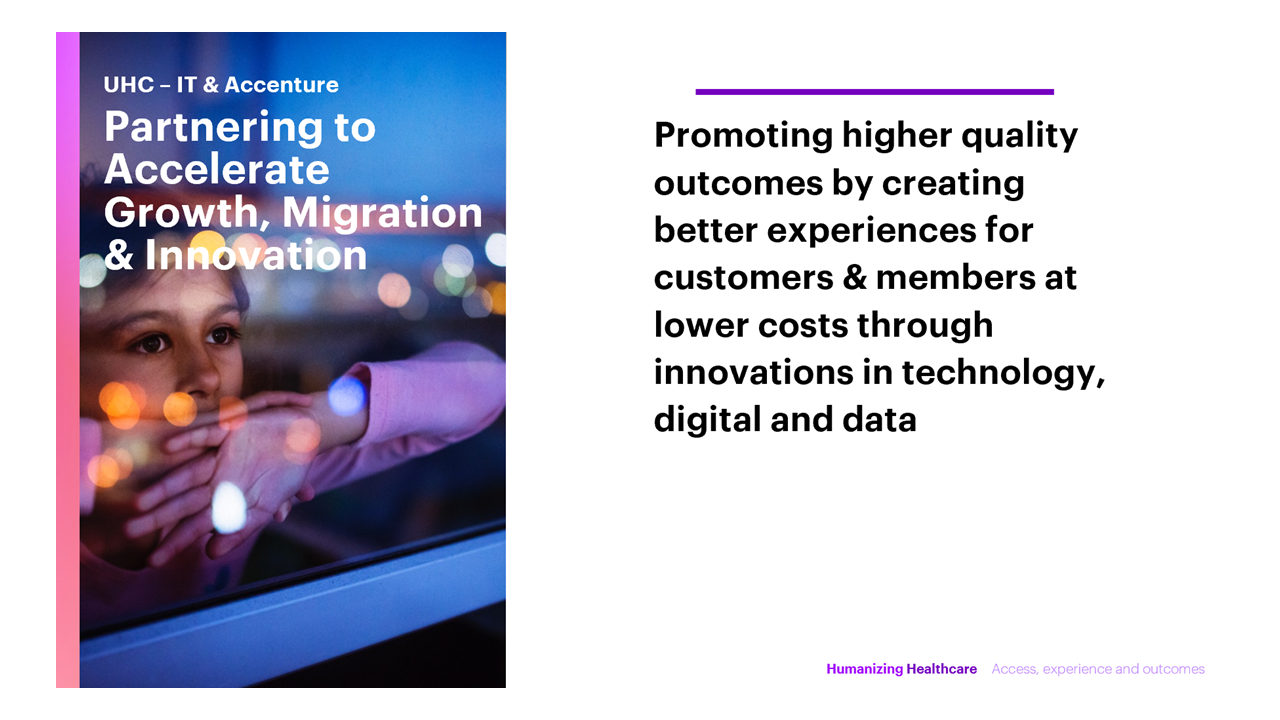 UHC – IT & Accenture
Partnering to
Accelerate
Growth, Migration
& Innovation
Promoting higher quality
outcomes by creating
better experiences for
customers & members at
lower costs through
innovations in technology,
digital and data
Humanizing Healthcare Access, experience and outcomes